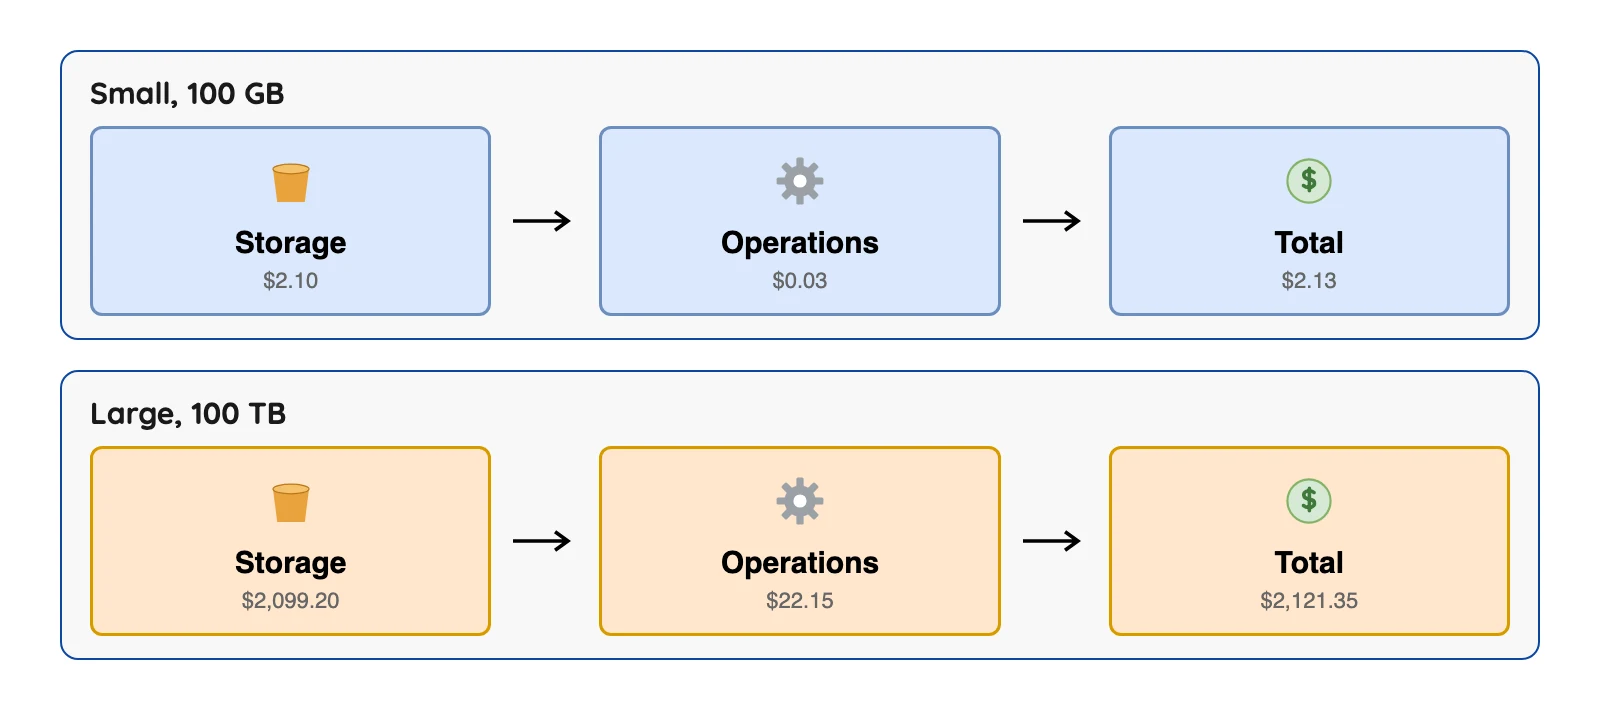 Small, 100 GB
$
Storage
Operations
Total
$2.10
$0.03
$2.13
Large, 100 TB
$
Storage
Operations
Total
$2,099.20
$22.15
$2,121.35